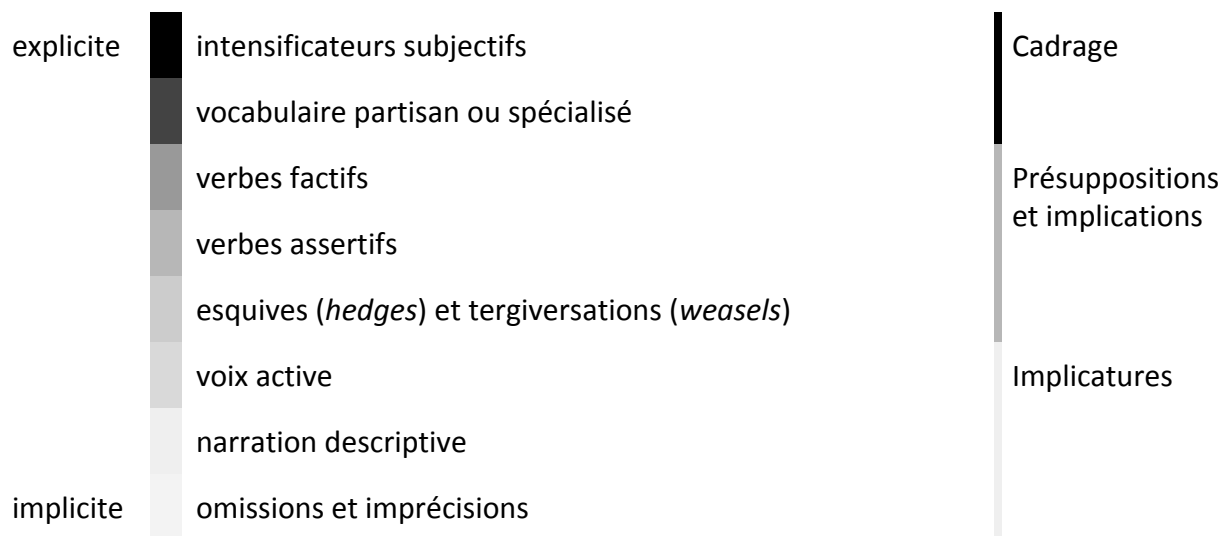 explicite intensificateurs subjectifs Cadrage
vocabulaire partisan ou spécialisé
verbes factifs Présuppositions
et implications
verbes assertifs
esquives (hedges) et tergiversations (weasels)
voix active Implicatures
narration descriptive
implicite omissions et imprécisions